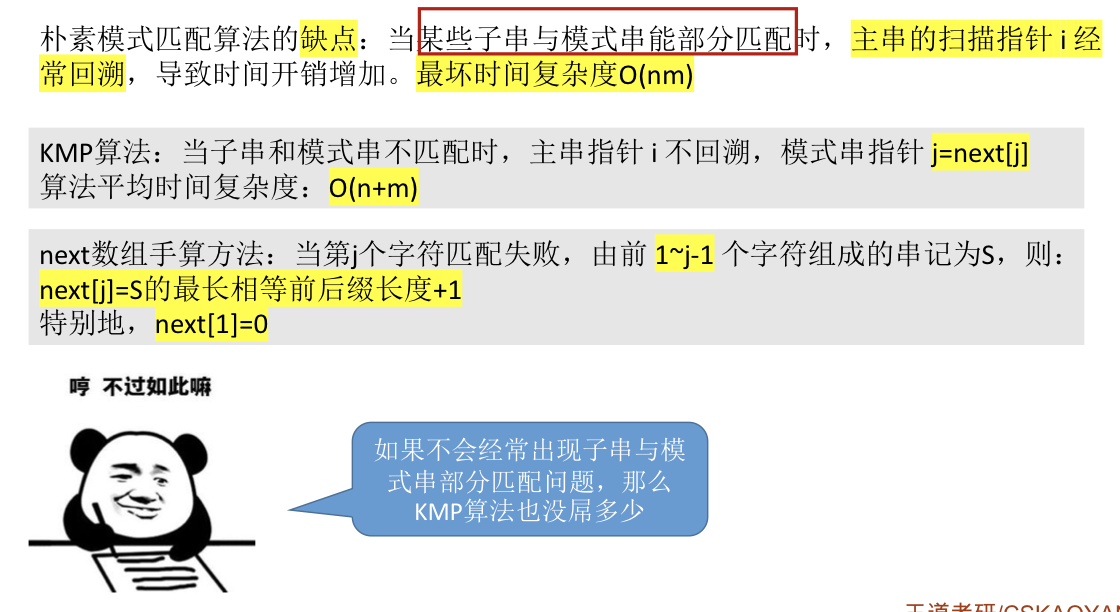 朴素模式匹配算法的缺点：当某些子串与模式串能部分匹配时，主串的扫描指针 i 经
常回溯，导致时间开销增加。最坏时间复杂度O(nm)
KMP算法：当子串和模式串不匹配时，主串指针 i 不回溯，模式串指针 j=next[j]
算法平均时间复杂度：O(n+m)
next数组手算方法：当第j个字符匹配失败，由前 1~j-1 个字符组成的串记为S，则：
next[j]=S的最长相等前后缀长度+1
特别地，next[1]=0
哼 不过如此嘛
如果不会经常出现子串与模
式串部分匹配问题，那么
KMP算法也没屌多少